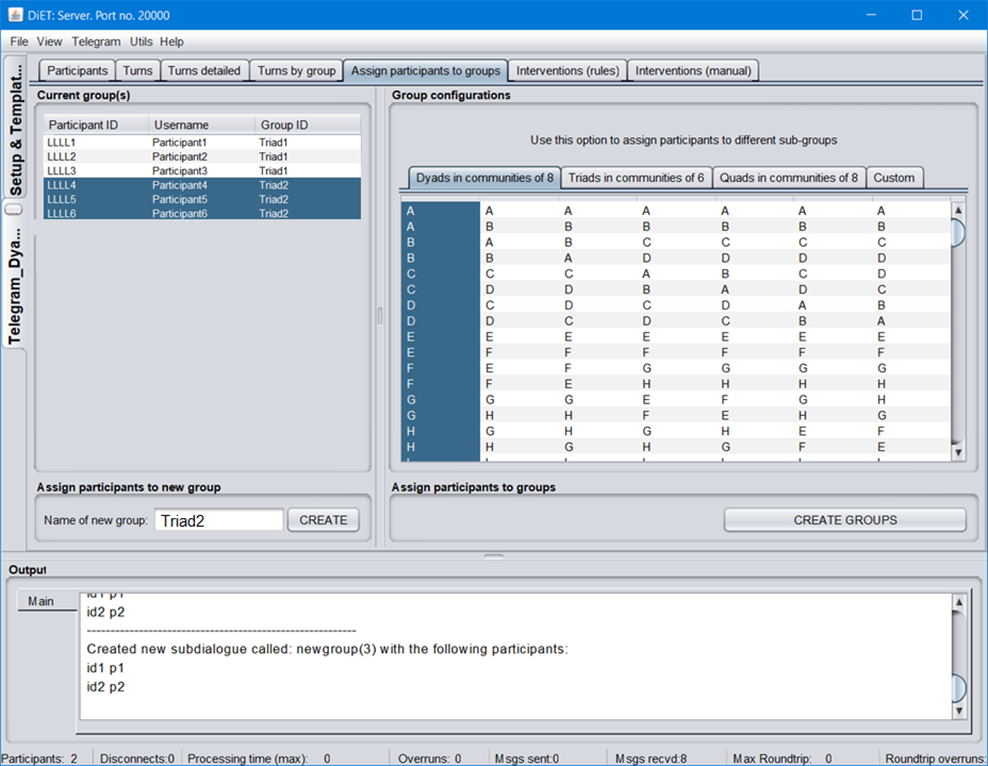 DiET: Server. Port no. 20000
File View Telegram Utils Help
Setup & Templat...
Telegram_Dya...
Participants Turns Turns detailed Turns by group Assign participants to groups Interventions (rules) Interventions (manual)
Current group(s)
Participant ID Username Group ID
LLLL1 Participant1 Triad1
LLLL2 Participant2 Triad1
LLLL3 Participant3 Triad1
LLLL4 Participant4 Triad2
LLLL5 Participant5 Triad2
LLLL6 Participant6 Triad2
Assign participants to new group
Name of new group: Triad2 CREATE
Group configurations
Use this option to assign participants to different sub-groups
Dyads in communities of 8 Triads in communities of 6 Quads in communities of 8 Custom
A A A A A A A
A B B B B B B
B A B C C C C
B B A D D D D
C C C A B C D
C D D B A D C
D C D C D A B
D D C D C B A
E E E E E E E
E F F F F F F
F E F G G G G
F F E H H H H
G G G E F G H
G H H F E H G
H G H G H E F
H H G H G F E
Assign participants to groups
CREATE GROUPS
Output
Main
id1 p1
id2 p2
----------------------------------------------------------
Created new subdialogue called: newgroup(3) with the following participants:
id1 p1
id2 p2
Participants: 2 Disconnects:0 Processing time (max): 0 Overruns: 0 Msgs sent:0 Msgs recvd:8 Max Roundtrip: 0 Roundtrip overruns: